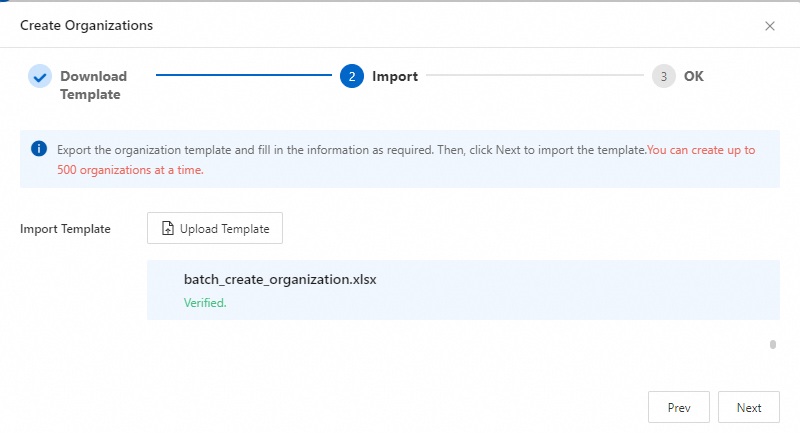 Create Organizations
Download
Template
2
Import
3
OK
Export the organization template and fill in the information as required. Then, click Next to import the template.You can create up to
500 organizations at a time.
Import Template
Upload Template
batch_create_organization.xlsx
Verified.
Prev
Next